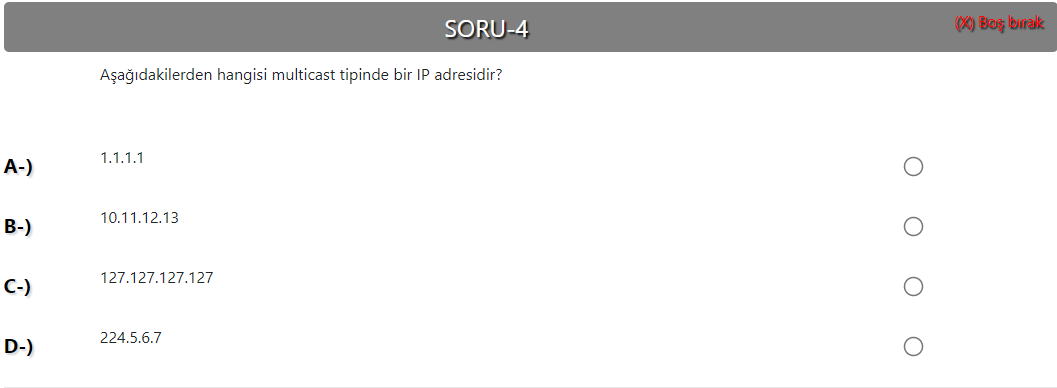 SORU-4
(X) Boş bırak
Aşağıdakilerden hangisi multicast tipinde bir IP adresidir?
A-) 1.1.1.1
B-) 10.11.12.13
C-) 127.127.127.127
D-) 224.5.6.7